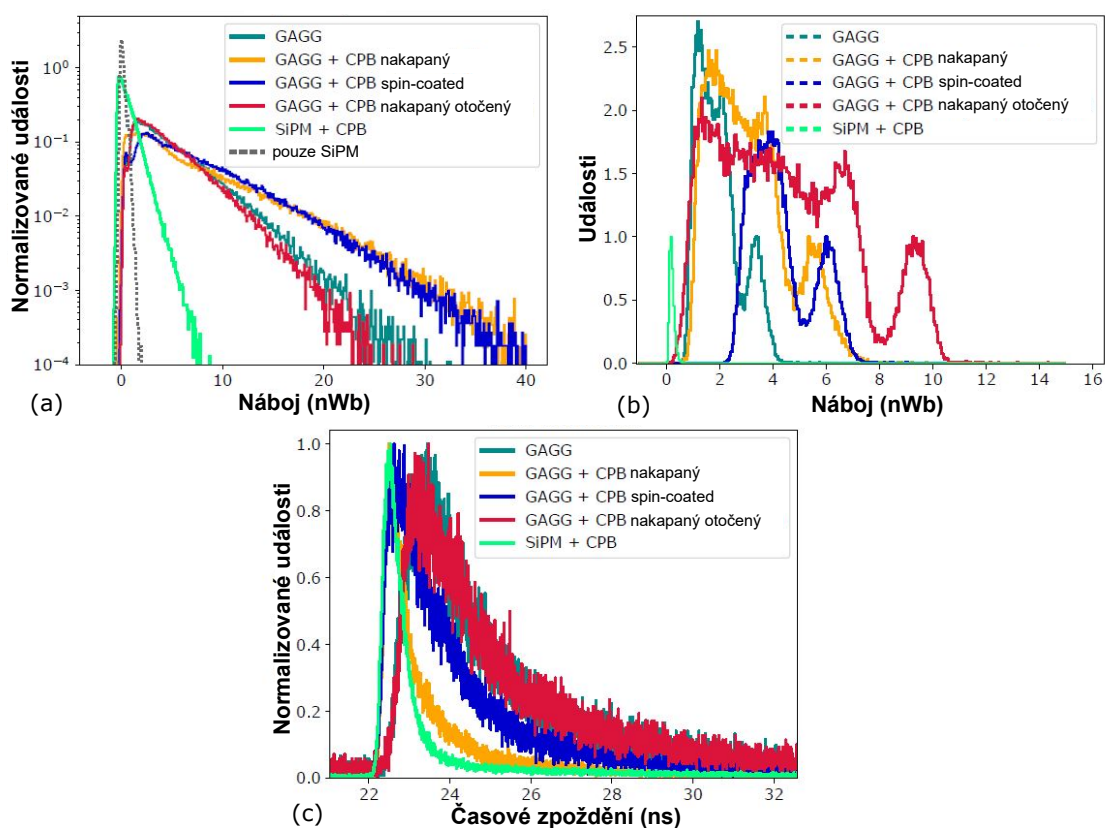 Normalizované události
10⁰
10⁻¹
10⁻²
10⁻³
10⁻⁴
GAGG
GAGG + CPB nakapaný
GAGG + CPB spin-coated
GAGG + CPB nakapaný otočený
SiPM + CPB
pouze SiPM
0 10 20 30 40
Náboj (nWb)
(a)
Události
2.5
2.0
1.5
1.0
0.5
0.0
GAGG
GAGG + CPB nakapaný
GAGG + CPB spin-coated
GAGG + CPB nakapaný otočený
SiPM + CPB
0 2 4 6 8 10 12 14 16
Náboj (nWb)
(b)
Normalizované události
1.0
0.8
0.6
0.4
0.2
0.0
GAGG
GAGG + CPB nakapaný
GAGG + CPB spin-coated
GAGG + CPB nakapaný otočený
SiPM + CPB
22 24 26 28 30 32
Časové zpoždění (ns)
(c)